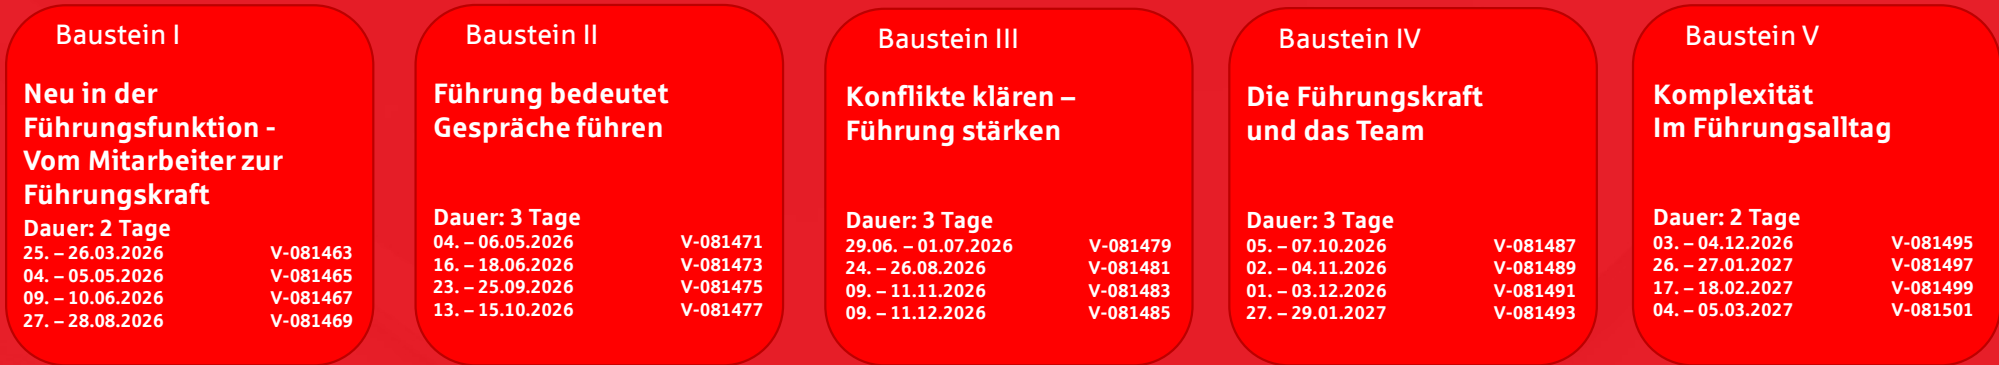 Baustein I
Neu in der
Führungsfunktion -
Vom Mitarbeiter zur
Führungskraft
Dauer: 2 Tage
25. – 26.03.2026 V-081463
04. – 05.05.2026 V-081465
09. – 10.06.2026 V-081467
27. – 28.08.2026 V-081469
Baustein II
Führung bedeutet
Gespräche führen
Dauer: 3 Tage
04. – 06.05.2026 V-081471
16. – 18.06.2026 V-081473
23. – 25.09.2026 V-081475
13. – 15.10.2026 V-081477
Baustein III
Konflikte klären –
Führung stärken
Dauer: 3 Tage
29.06. – 01.07.2026 V-081479
24. – 26.08.2026 V-081481
09. – 11.11.2026 V-081483
09. – 11.12.2026 V-081485
Baustein IV
Die Führungskraft
und das Team
Dauer: 3 Tage
05. – 07.10.2026 V-081487
02. – 04.11.2026 V-081489
01. – 03.12.2026 V-081491
27. – 29.01.2027 V-081493
Baustein V
Komplexität
Im Führungsalltag
Dauer: 2 Tage
03. – 04.12.2026 V-081495
26. – 27.01.2027 V-081497
17. – 18.02.2027 V-081499
04. – 05.03.2027 V-081501